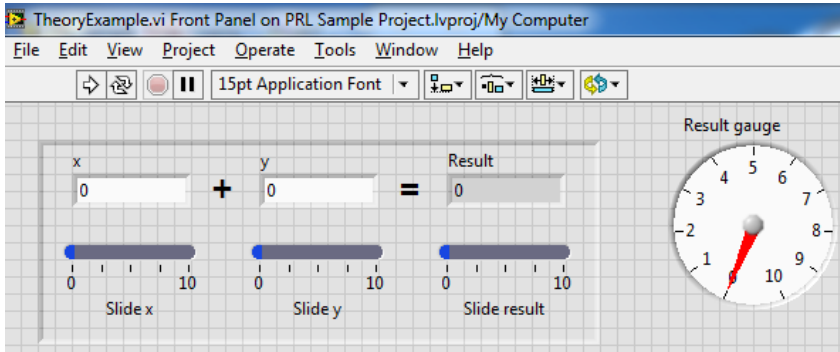 TheoryExample.vi Front Panel on PRL Sample Project.lvproj/My Computer
File Edit View Project Operate Tools Window Help
15pt Application Font
Result gauge
x y Result
0 + 0 = 0
0 10 0 10 0 10
Slide x Slide y Slide result
0 1 2 3 4 5 6 7 8 9 10